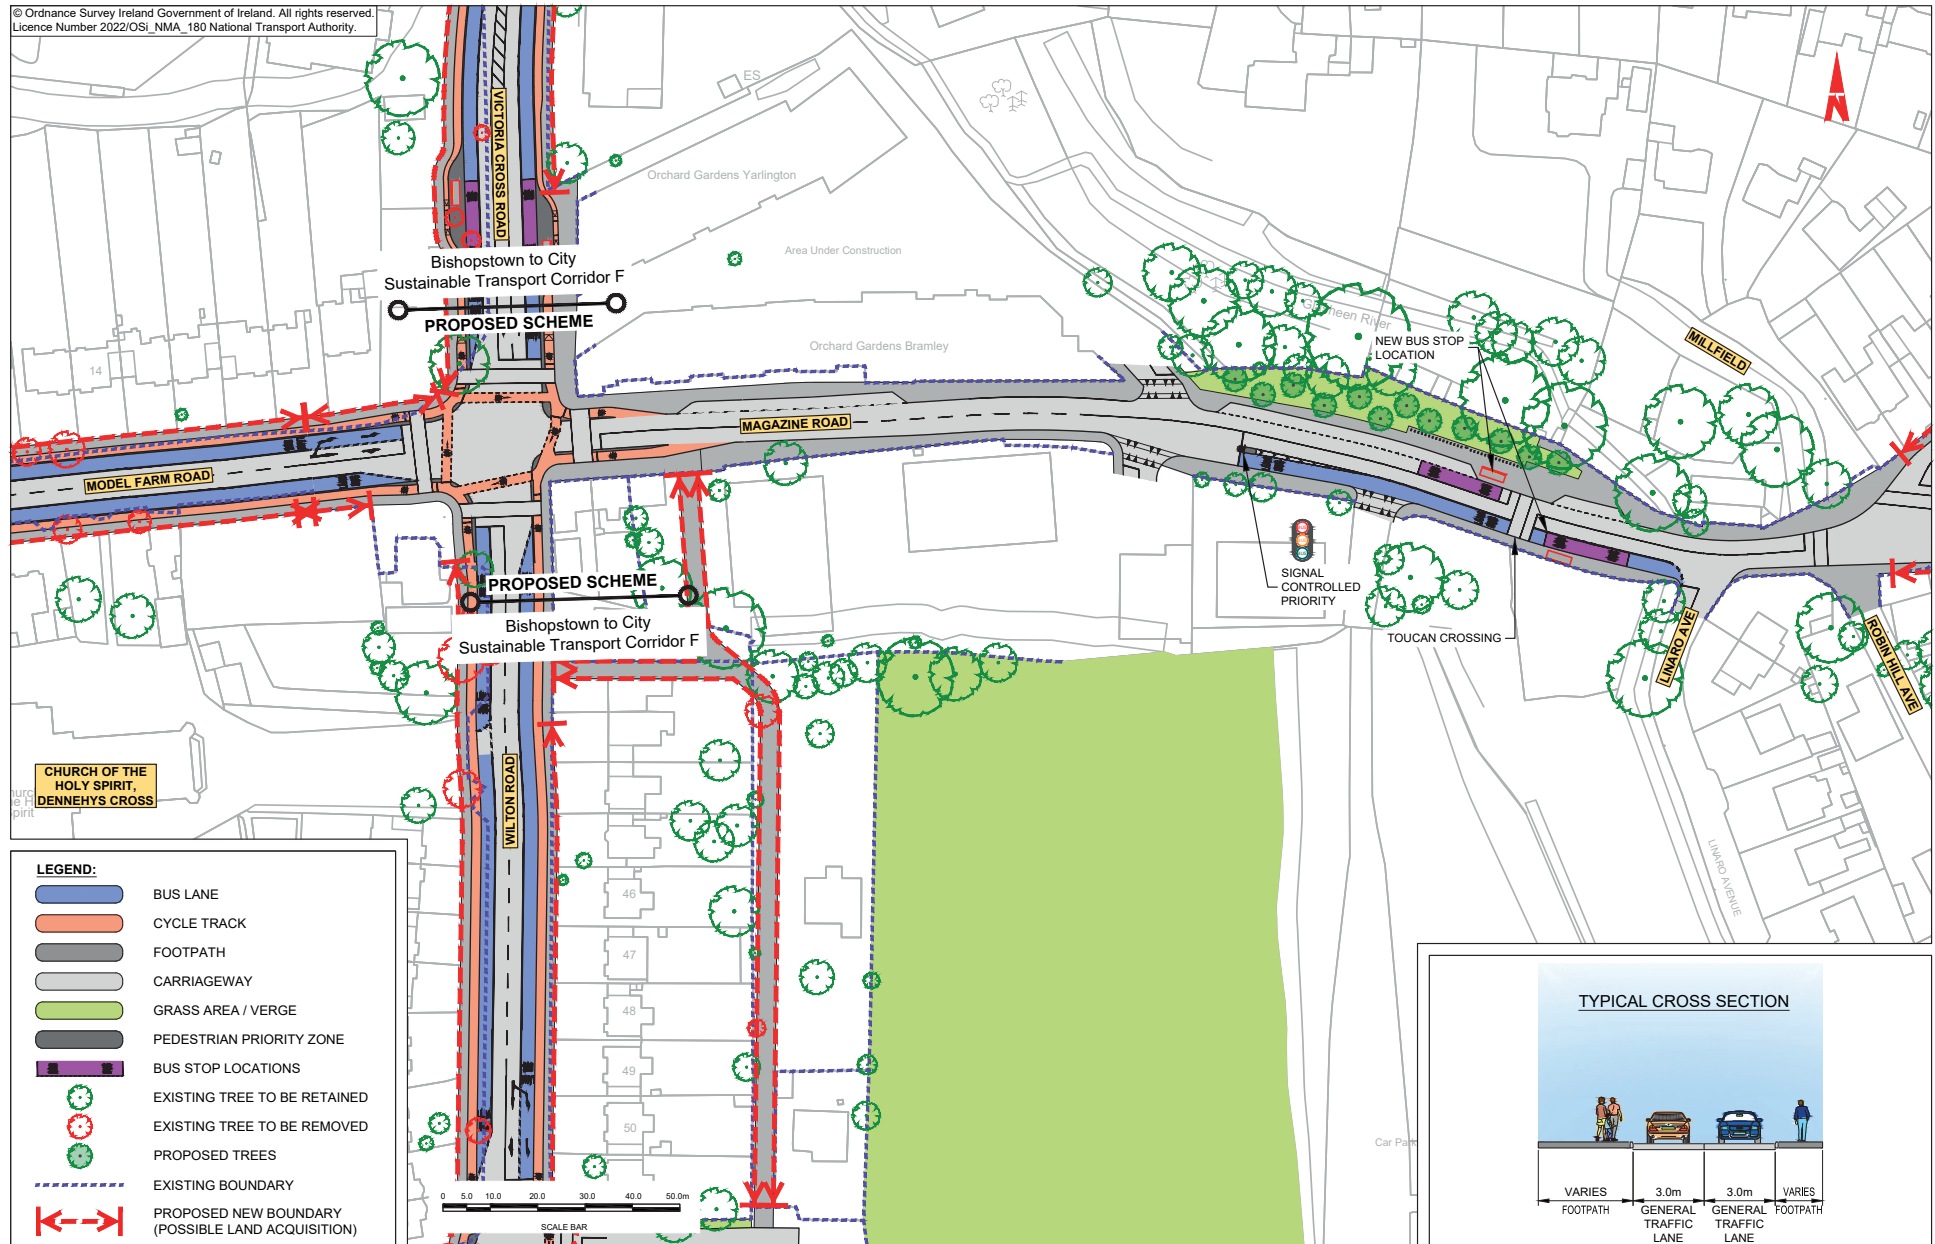 © Ordnance Survey Ireland Government of Ireland. All rights reserved.
Licence Number 2022/OSi_NMA_180 National Transport Authority.
VICTORIA CROSS ROAD
ES
Orchard Gardens Yarlington
Area Under Construction
Bishopstown to City
Sustainable Transport Corridor F
PROPOSED SCHEME
Orchard Gardens Bramley
NEW BUS STOP
LOCATION
MILLFIELD
14
MAGAZINE ROAD
MODEL FARM ROAD
PROPOSED SCHEME
Bishopstown to City
Sustainable Transport Corridor F
SIGNAL
CONTROLLED
PRIORITY
TOUCAN CROSSING
LINARO AVE
ROBIN HILL AVE
WILTON ROAD
CHURCH OF THE
HOLY SPIRIT,
DENNEHYS CROSS
LINARO AVENUE
46
47
48
49
50
Car Park
LEGEND:
BUS LANE
CYCLE TRACK
FOOTPATH
CARRIAGEWAY
GRASS AREA / VERGE
PEDESTRIAN PRIORITY ZONE
BUS STOP LOCATIONS
EXISTING TREE TO BE RETAINED
EXISTING TREE TO BE REMOVED
PROPOSED TREES
EXISTING BOUNDARY
PROPOSED NEW BOUNDARY
(POSSIBLE LAND ACQUISITION)
0 5.0 10.0 20.0 30.0 40.0 50.0m
SCALE BAR
TYPICAL CROSS SECTION
VARIES 3.0m 3.0m VARIES
FOOTPATH GENERAL GENERAL FOOTPATH
TRAFFIC TRAFFIC
LANE LANE